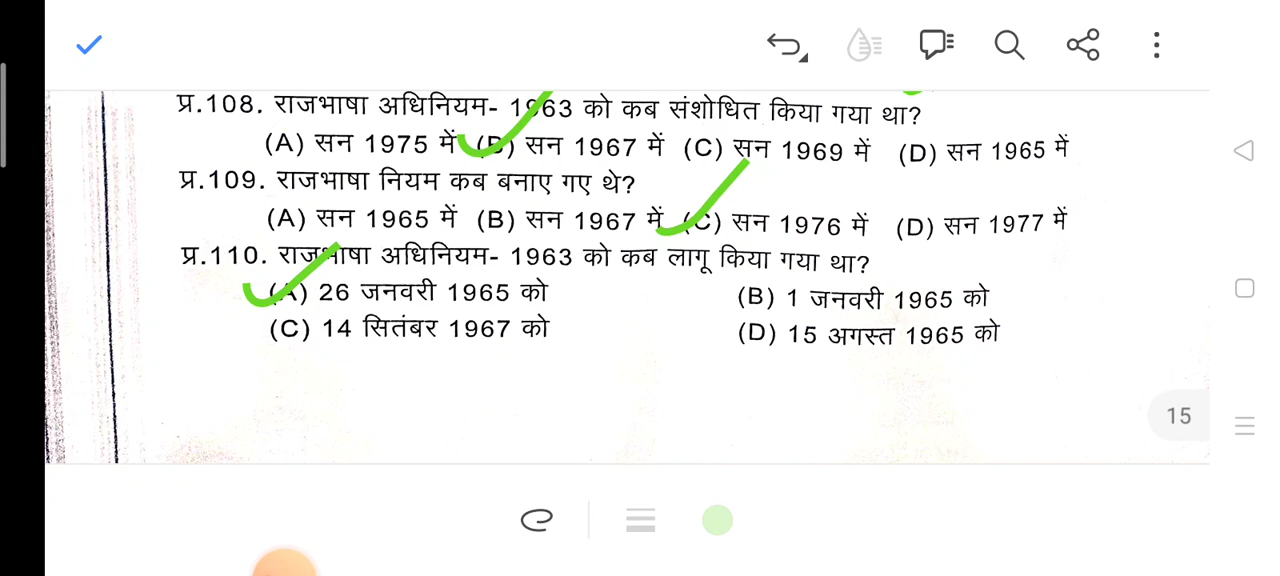 प्र.108. राजभाषा अधिनियम- 1963 को कब संशोधित किया गया था?
(A) सन 1975 में (B) सन 1967 में (C) सन 1969 में (D) सन 1965 में
प्र.109. राजभाषा नियम कब बनाए गए थे?
(A) सन 1965 में (B) सन 1967 में (C) सन 1976 में (D) सन 1977 में
प्र.110. राजभाषा अधिनियम- 1963 को कब लागू किया गया था?
(A) 26 जनवरी 1965 को (B) 1 जनवरी 1965 को
(C) 14 सितंबर 1967 को (D) 15 अगस्त 1965 को
15